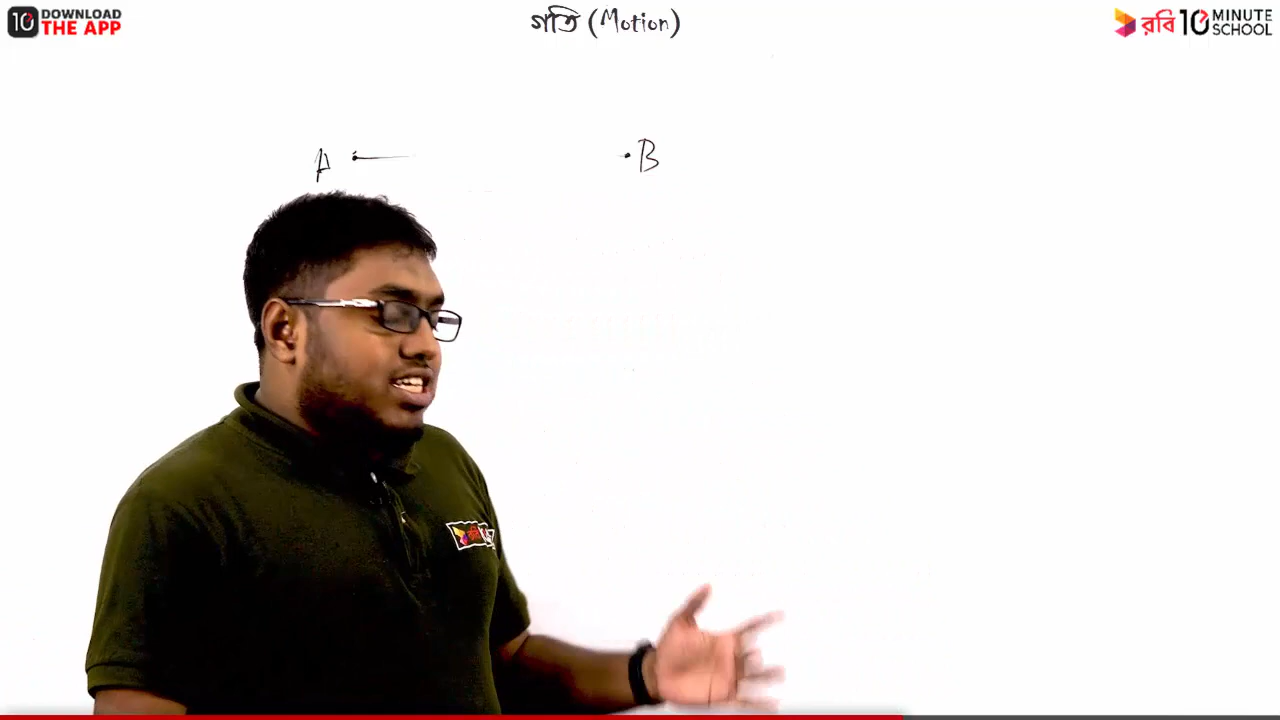 10 DOWNLOAD
THE APP
গতি (Motion)
রবি 10 MINUTE
SCHOOL
A
B